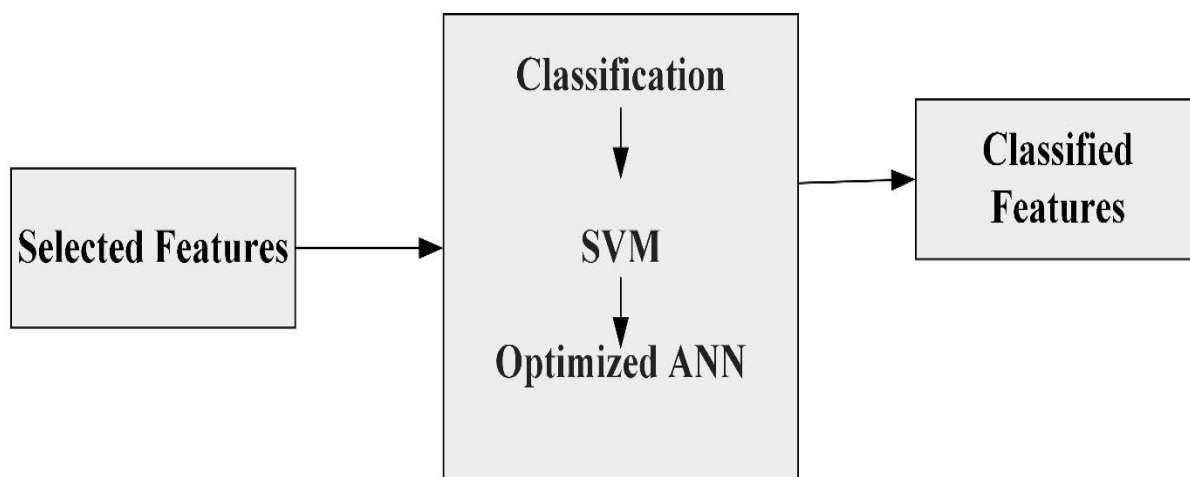 Selected Features
Classification
SVM
Optimized ANN
Classified
Features